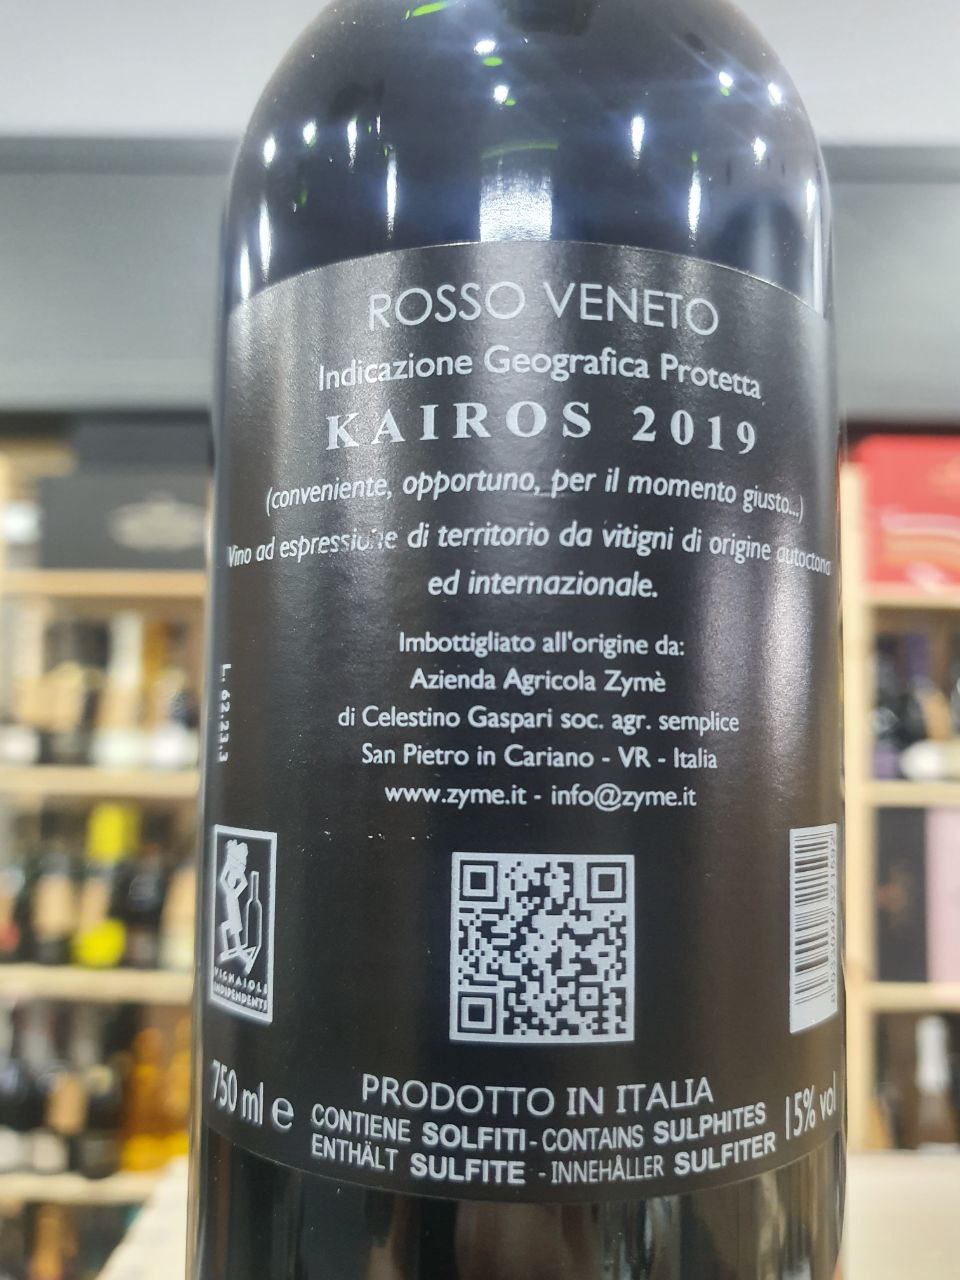 ROSSO VENETO
Indicazione Geografica Protetta
KAIROS 2019
(conveniente, opportuno, per il momento giusto...)
Vino ad espressione di territorio da vitigni di origine autoctona
ed internazionale.
Imbottigliato all'origine da:
Azienda Agricola Zymè
di Celestino Gaspari soc. agr. semplice
San Pietro in Cariano - VR - Italia
www.zyme.it - info@zyme.it
L. 62.23.3
VIGNAIOLI
INDIPENDENTI
750 ml e
PRODOTTO IN ITALIA
CONTIENE SOLFITI - CONTAINS SULPHITES
ENTHÄLT SULFITE - INNEHÅLLER SULFITER
15% vol